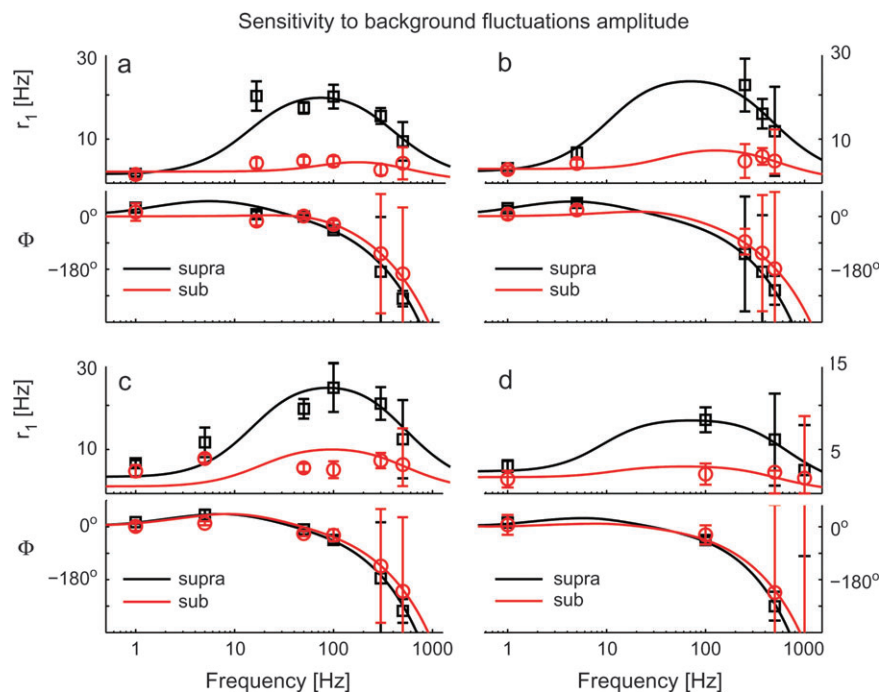 Sensitivity to background fluctuations amplitude
a
b
30
10
r₁ [Hz]
30
10
0°
−180°
Φ
supra
sub
supra
sub
0°
−180°
c
d
30
10
r₁ [Hz]
15
5
0°
−180°
Φ
supra
sub
supra
sub
0°
−180°
1 10 100 1000
1 10 100 1000
Frequency [Hz]
Frequency [Hz]